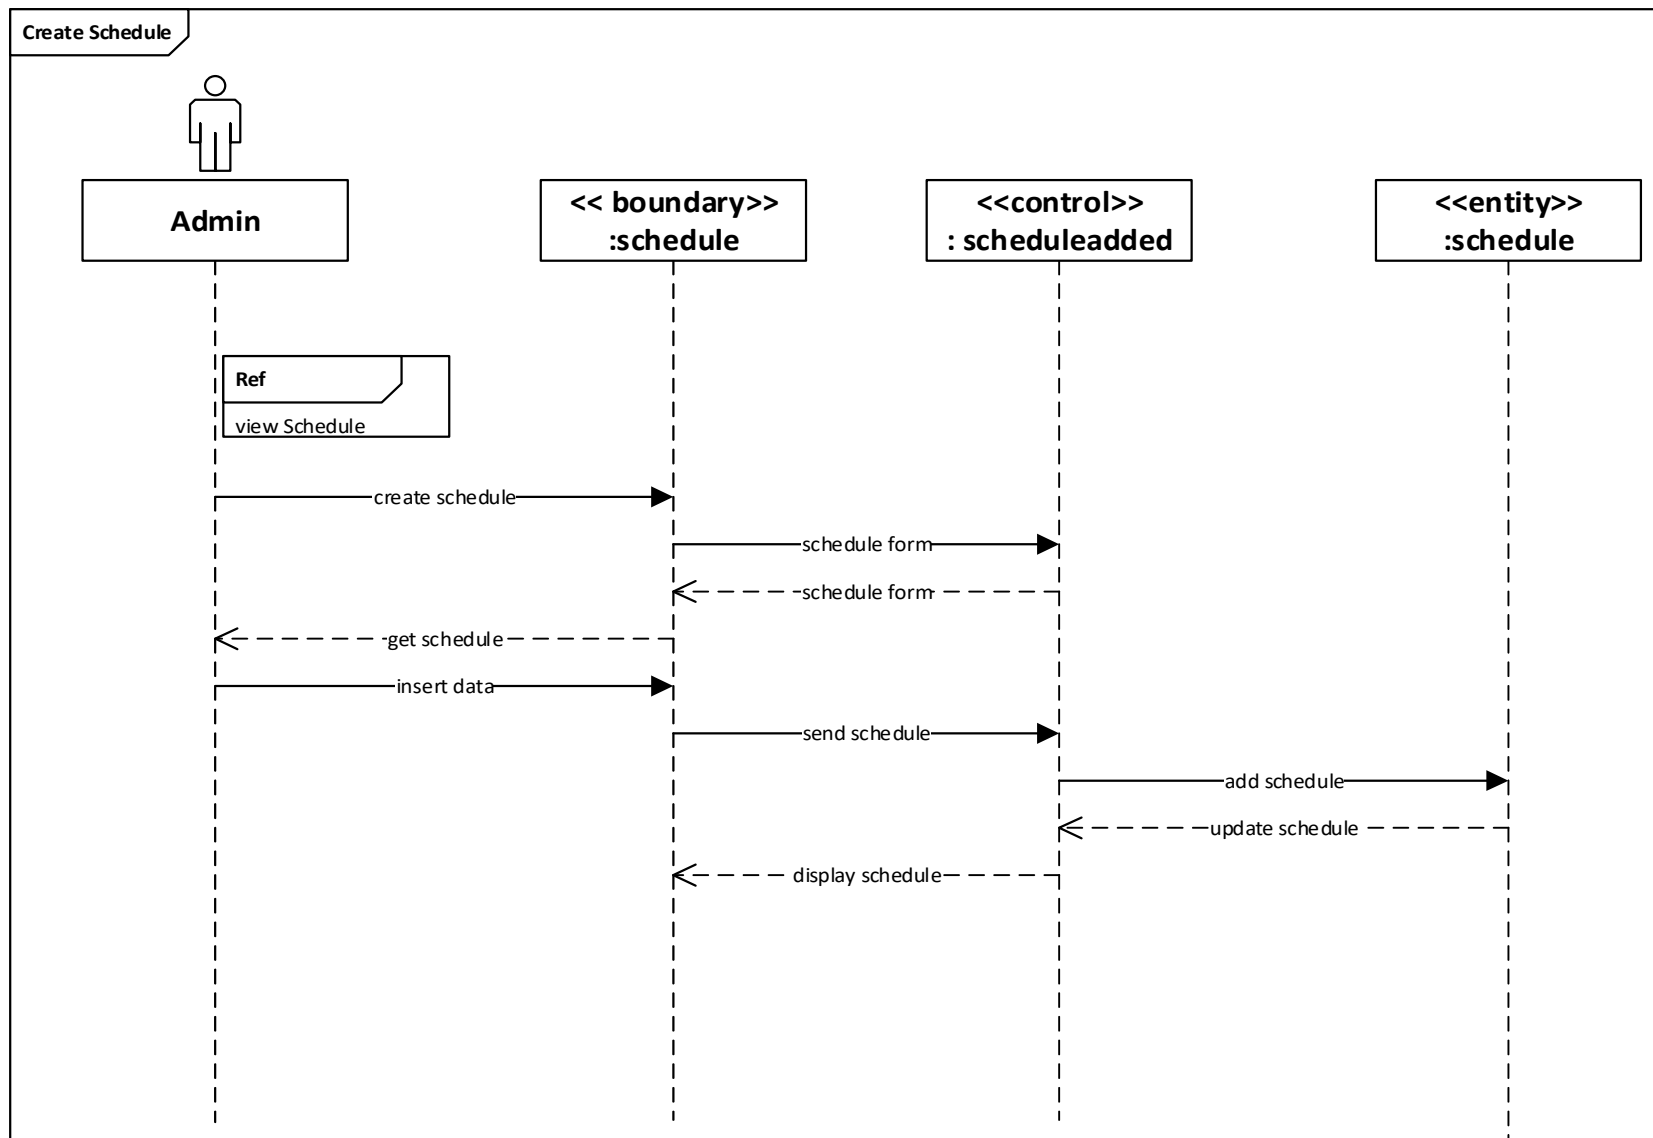 Create Schedule
Admin
<< boundary>>
:schedule
<<control>>
: scheduleadded
<<entity>>
:schedule
Ref
view Schedule
create schedule
schedule form
schedule form
get schedule
insert data
send schedule
add schedule
update schedule
display schedule